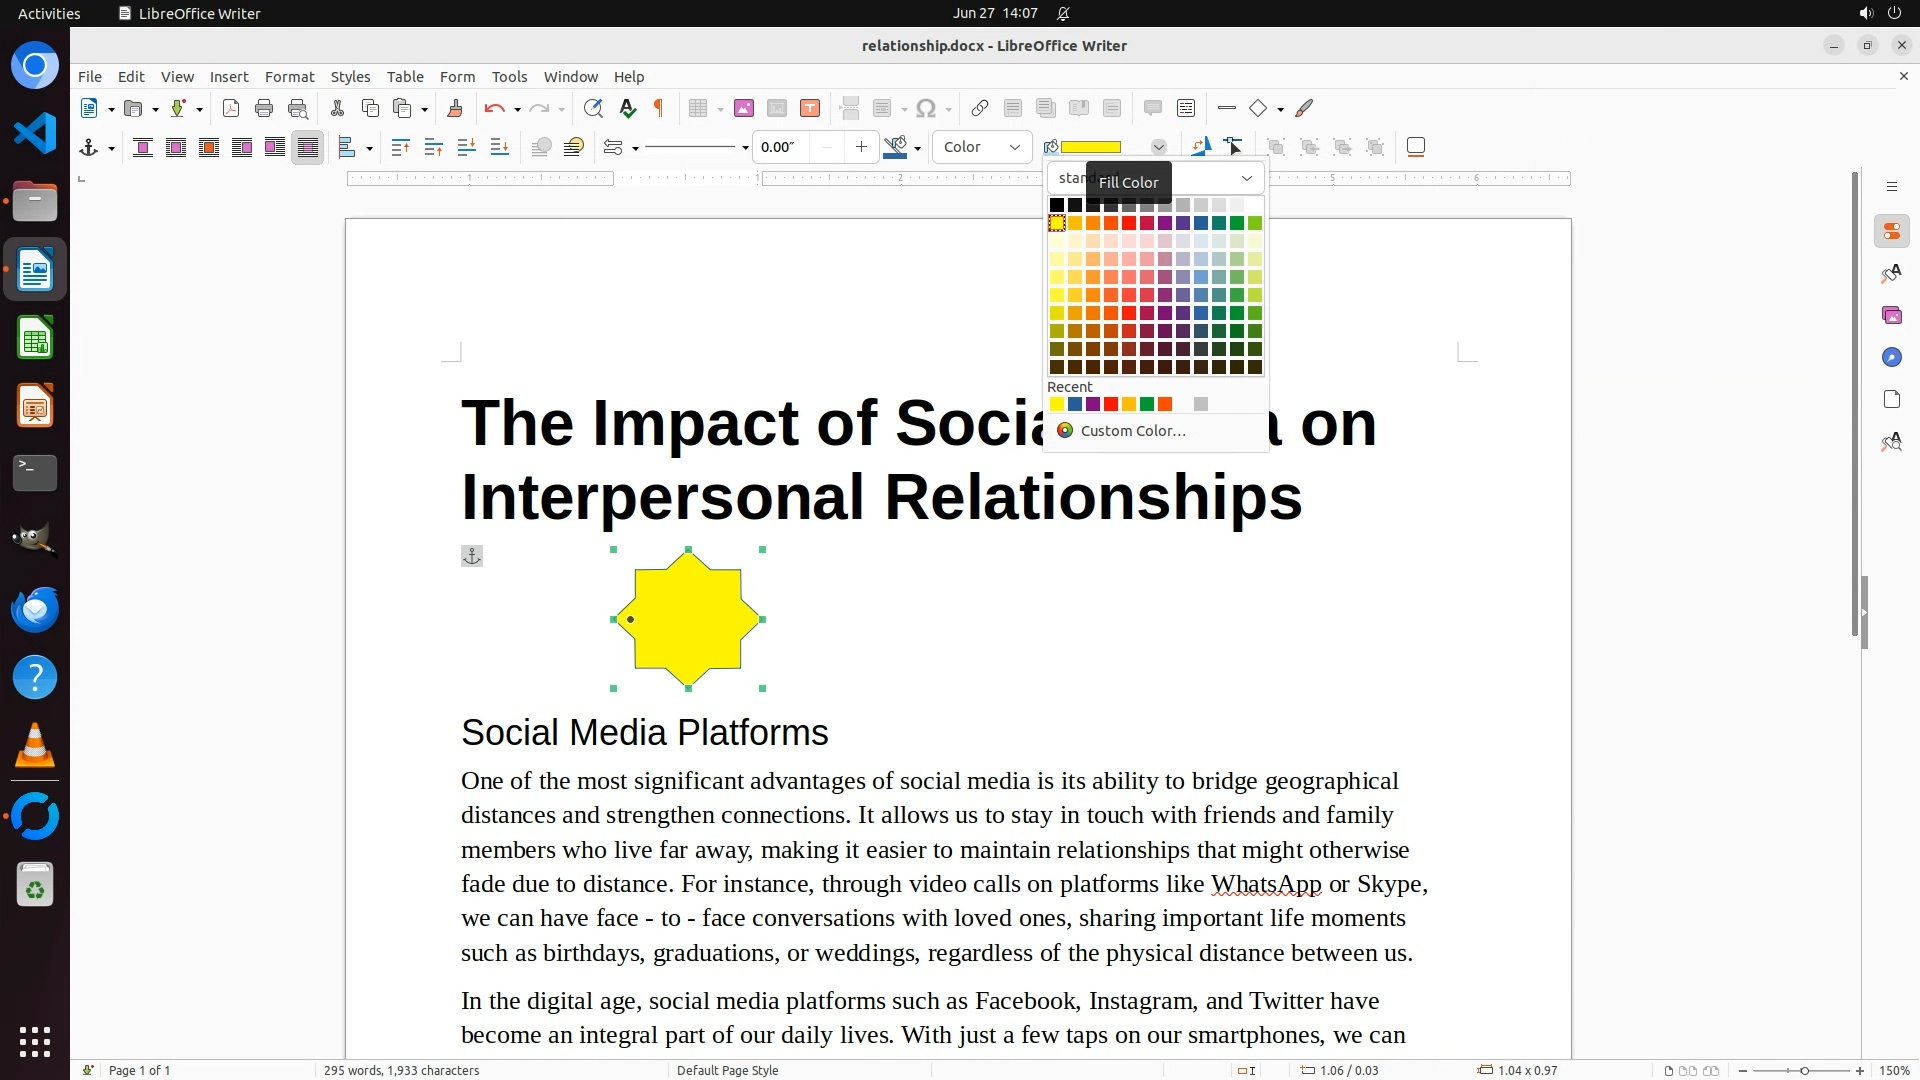 Activities
LibreOffice Writer
Jun 27 14:07
relationship.docx - LibreOffice Writer
File Edit View Insert Format Styles Table Form Tools Window Help
0.00″
Color
Fill Color
Recent
Custom Color…
The Impact of Social on
Interpersonal Relationships
Social Media Platforms
One of the most significant advantages of social media is its ability to bridge geographical
distances and strengthen connections. It allows us to stay in touch with friends and family
members who live far away, making it easier to maintain relationships that might otherwise
fade due to distance. For instance, through video calls on platforms like WhatsApp or Skype,
we can have face - to - face conversations with loved ones, sharing important life moments
such as birthdays, graduations, or weddings, regardless of the physical distance between us.
In the digital age, social media platforms such as Facebook, Instagram, and Twitter have
become an integral part of our daily lives. With just a few taps on our smartphones, we can
Page 1 of 1
295 words, 1,933 characters
Default Page Style
1.06 / 0.03
1.04 x 0.97
150%